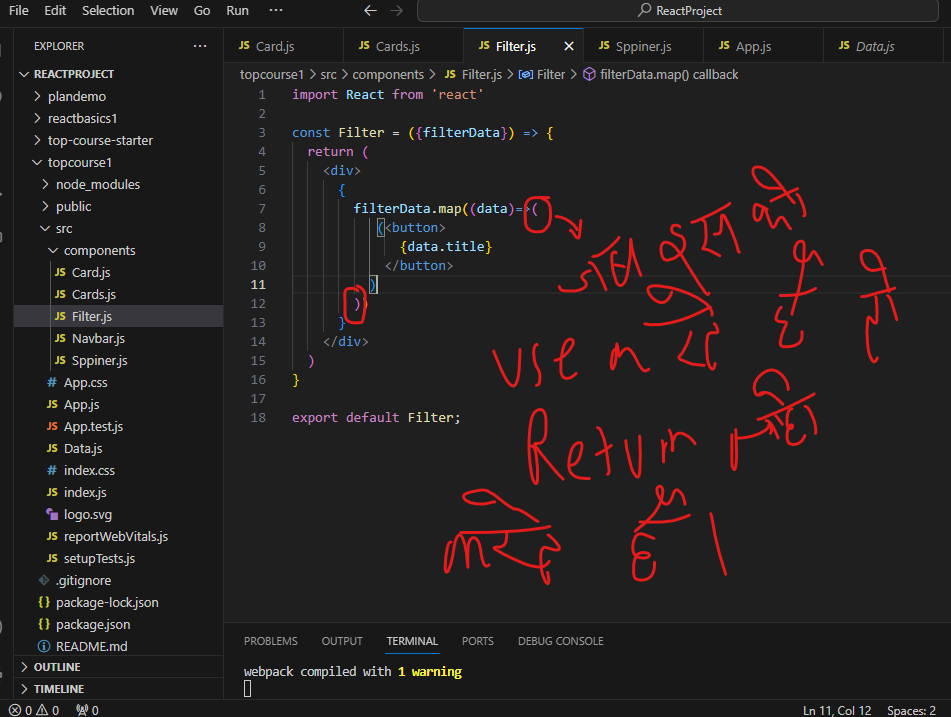 File Edit Selection View Go Run ··· ← → ReactProject
EXPLORER ···
REACTPROJECT
plandemo
reactbasics1
top-course-starter
topcourse1
node_modules
public
src
components
JS Card.js
JS Cards.js
JS Filter.js
JS Navbar.js
JS Sppiner.js
# App.css
JS App.js
JS App.test.js
JS Data.js
# index.css
JS index.js
logo.svg
JS reportWebVitals.js
JS setupTests.js
.gitignore
{} package-lock.json
{} package.json
README.md
OUTLINE
TIMELINE
JS Card.js JS Cards.js JS Filter.js × JS Sppiner.js JS App.js JS Data.js
topcourse1 > src > components > JS Filter.js > Filter > filterData.map() callback
1 import React from 'react'
2
3 const Filter = ({filterData}) => {
4 return (
5 <div>
6 {
7 filterData.map((data)=>(
8 (<button>
9 {data.title}
10 </button>
11 )
12 ))
13 }
14 </div>
15 )
16 }
17
18 export default Filter;
use
Return
PROBLEMS OUTPUT TERMINAL PORTS DEBUG CONSOLE
webpack compiled with 1 warning
0 0 0 Ln 11, Col 12 Spaces: 2